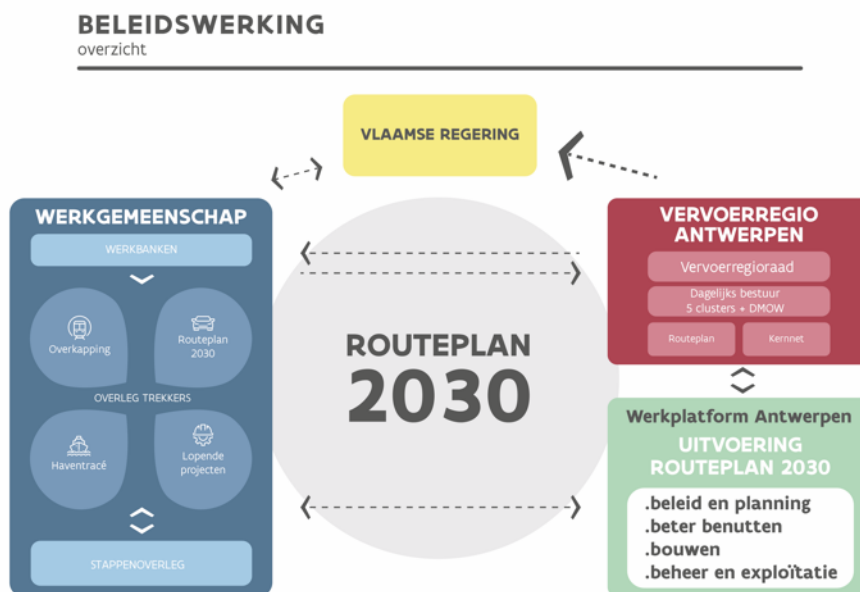 BELEIDSWERKING
overzicht
VLAAMSE REGERING
WERKGEMEENSCHAP
WERKBANKEN
Overkapping
Routeplan
2030
OVERLEG TREKKERS
Haventracé
Lopende
projecten
STAPPENOVERLEG
ROUTEPLAN
2030
VERVOERREGIO
ANTWERPEN
Vervoerregioraad
Dagelijks bestuur
5 clusters + DMOW
Routeplan
Kernnet
Werkplatform Antwerpen
UITVOERING
ROUTEPLAN 2030
.beleid en planning
.beter benutten
.bouwen
.beheer en exploïtatie